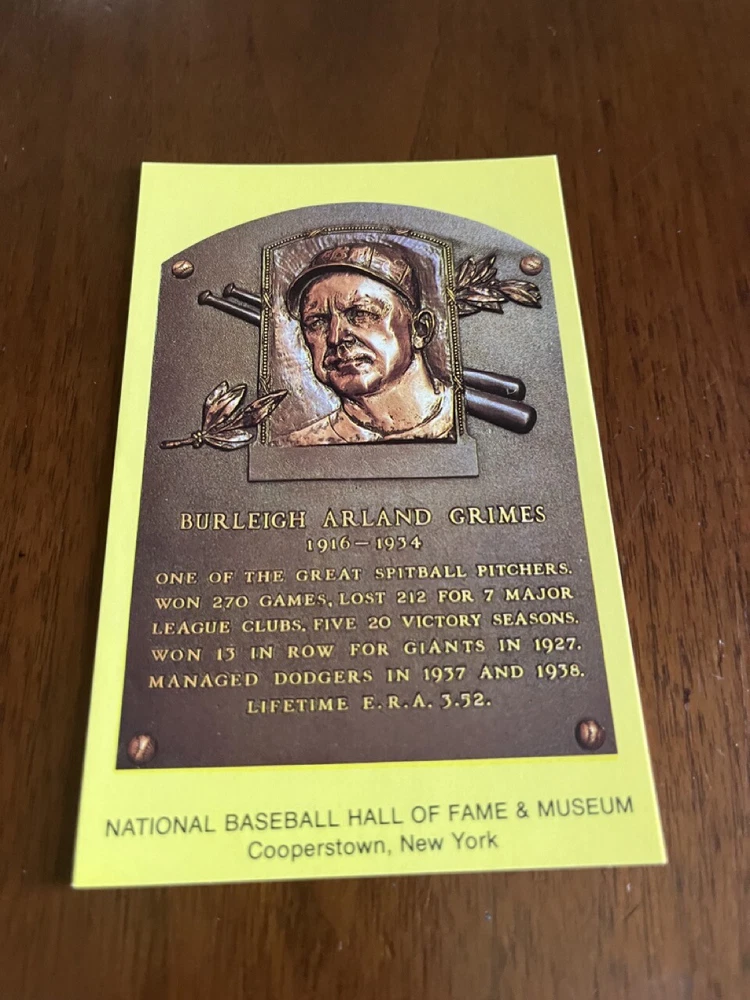 BURLEIGH ARLAND GRIMES
1916–1934
ONE OF THE GREAT SPITBALL PITCHERS.
WON 270 GAMES, LOST 212 FOR 7 MAJOR
LEAGUE CLUBS. FIVE 20 VICTORY SEASONS.
WON 13 IN ROW FOR GIANTS IN 1927.
MANAGED DODGERS IN 1937 AND 1938.
LIFETIME E.R.A. 3.52.
NATIONAL BASEBALL HALL OF FAME & MUSEUM
Cooperstown, New York